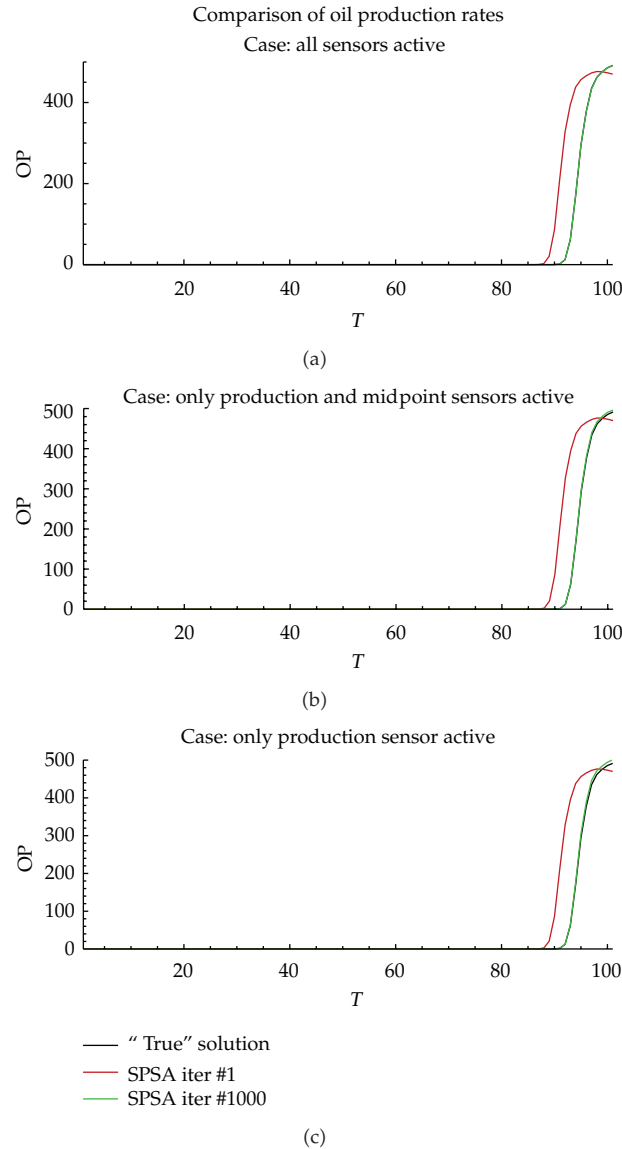 Comparison of oil production rates
Case: all sensors active
400
200
0
OP
20 40 60 80 100
T
(a)
Case: only production and midpoint sensors active
500
400
300
200
100
0
OP
20 40 60 80 100
T
(b)
Case: only production sensor active
500
400
300
200
100
0
OP
20 40 60 80 100
T
“ True” solution
SPSA iter #1
SPSA iter #1000
(c)